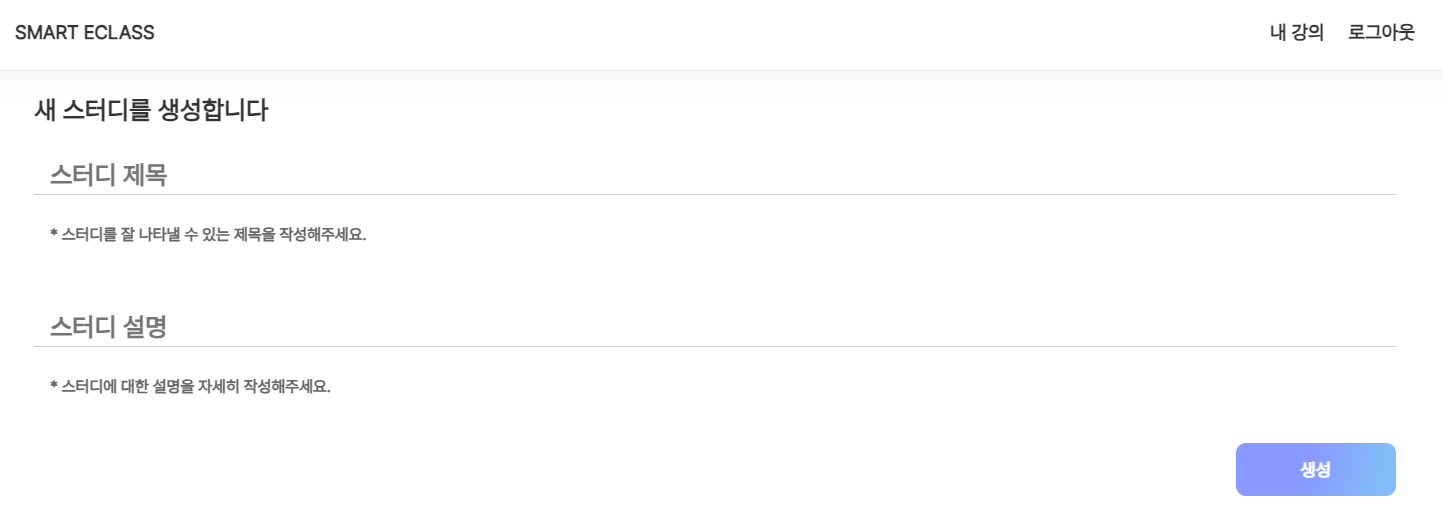 SMART ECLASS 내 강의 로그아웃
새 스터디를 생성합니다
스터디 제목
* 스터디를 잘 나타낼 수 있는 제목을 작성해주세요.
스터디 설명
* 스터디에 대한 설명을 자세히 작성해주세요.
생성